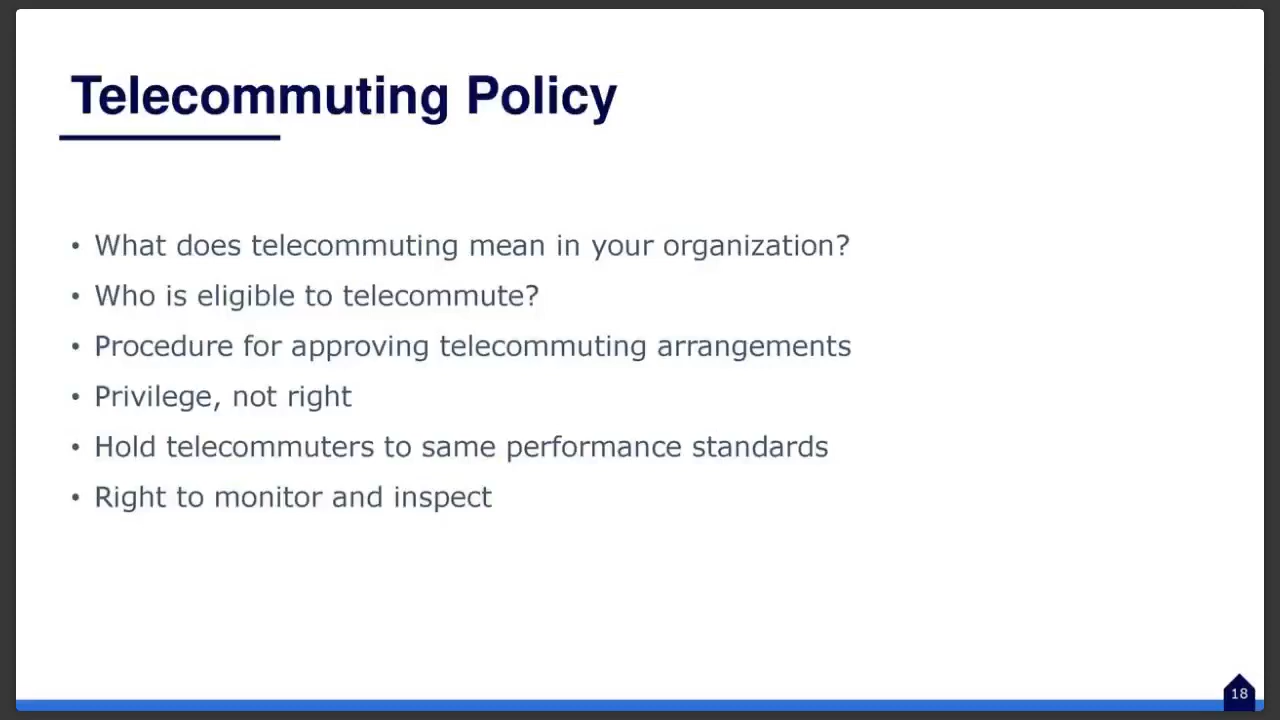 Telecommuting Policy
• What does telecommuting mean in your organization?
• Who is eligible to telecommute?
• Procedure for approving telecommuting arrangements
• Privilege, not right
• Hold telecommuters to same performance standards
• Right to monitor and inspect
18